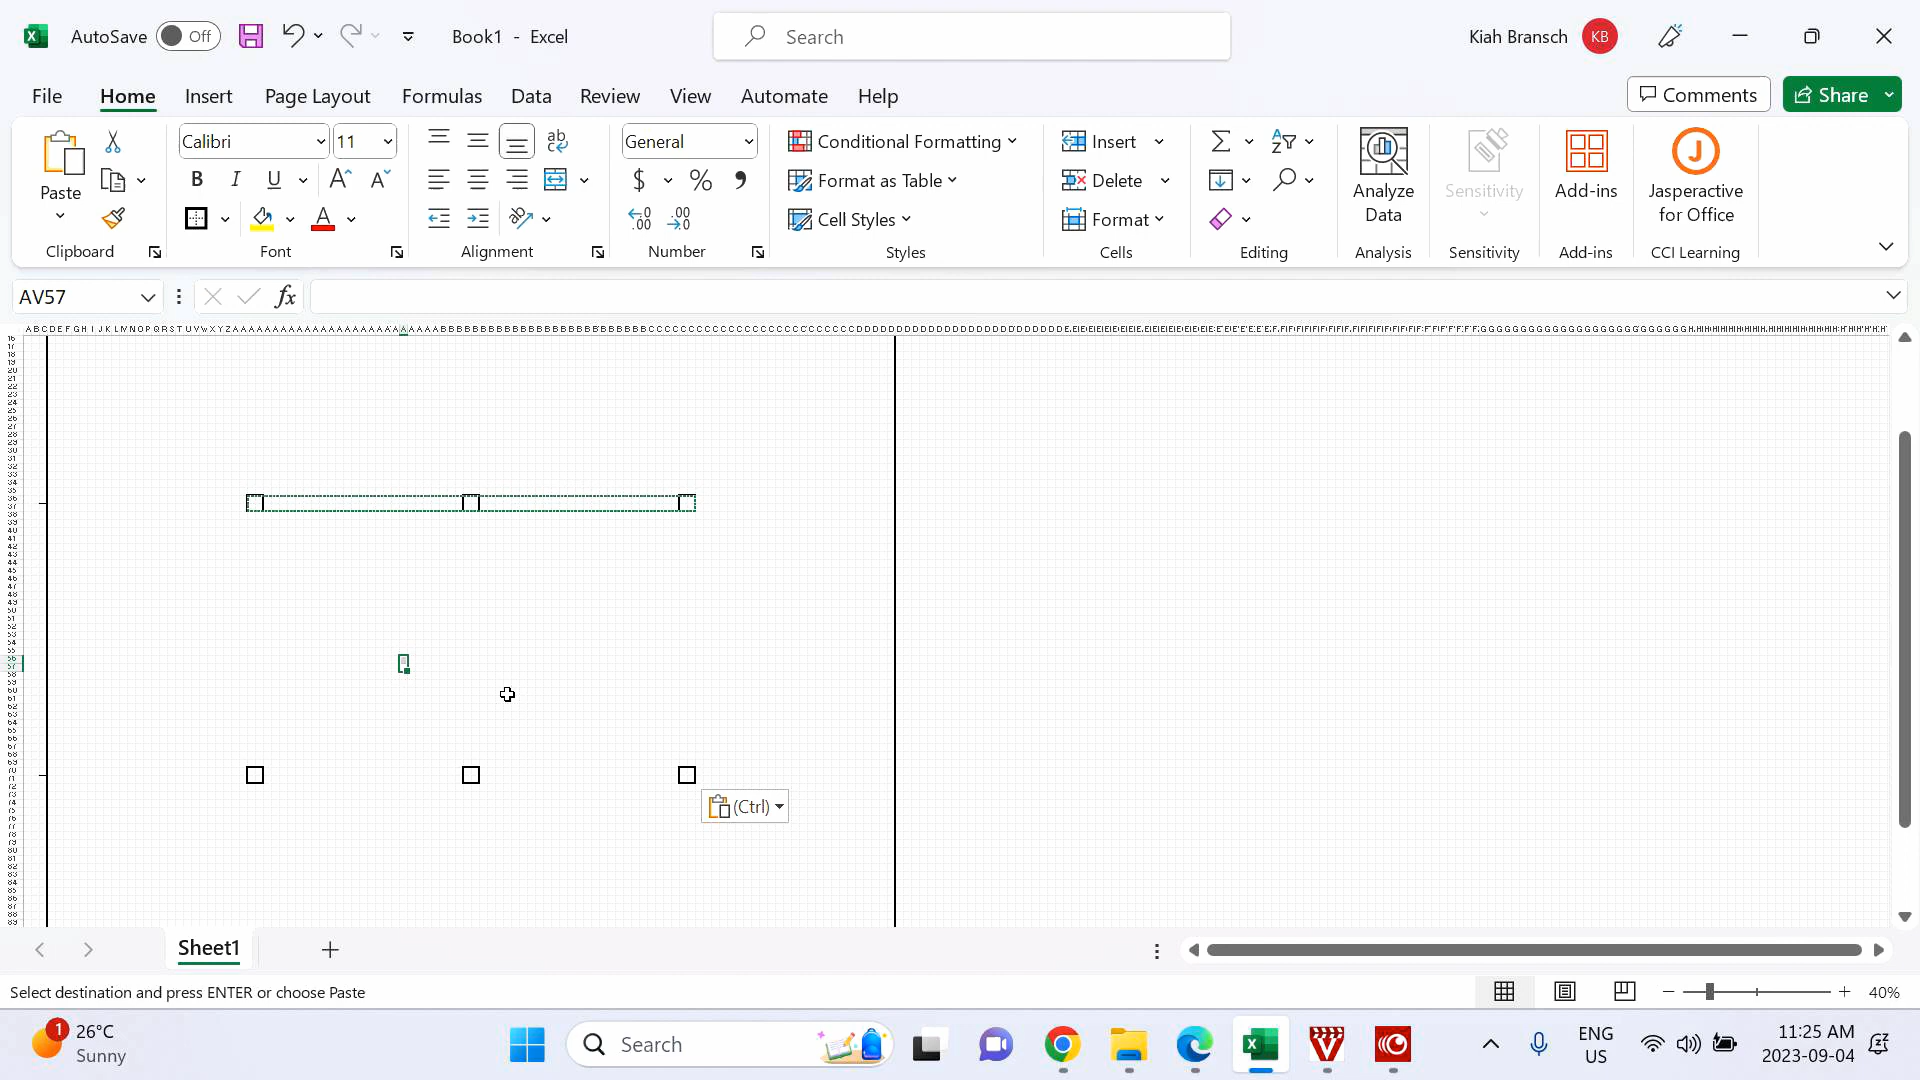 AutoSave Off Book1 - Excel Search Kiah Bransch KB
File Home Insert Page Layout Formulas Data Review View Automate Help Comments Share
Paste
Clipboard
Calibri 11
B I U A A
A
Font
ab
Alignment
General
$ % ,
.00
Number
Conditional Formatting
Format as Table
Cell Styles
Styles
Insert
Delete
Format
Cells
Editing
Analyze
Data
Analysis
Sensitivity
Sensitivity
Add-ins
Add-ins
Jasperactive
for Office
CCI Learning
AV57 fx
(Ctrl)
Sheet1
Select destination and press ENTER or choose Paste 40%
1 26°C
Sunny
Search
ENG
US
11:25 AM
2023-09-04